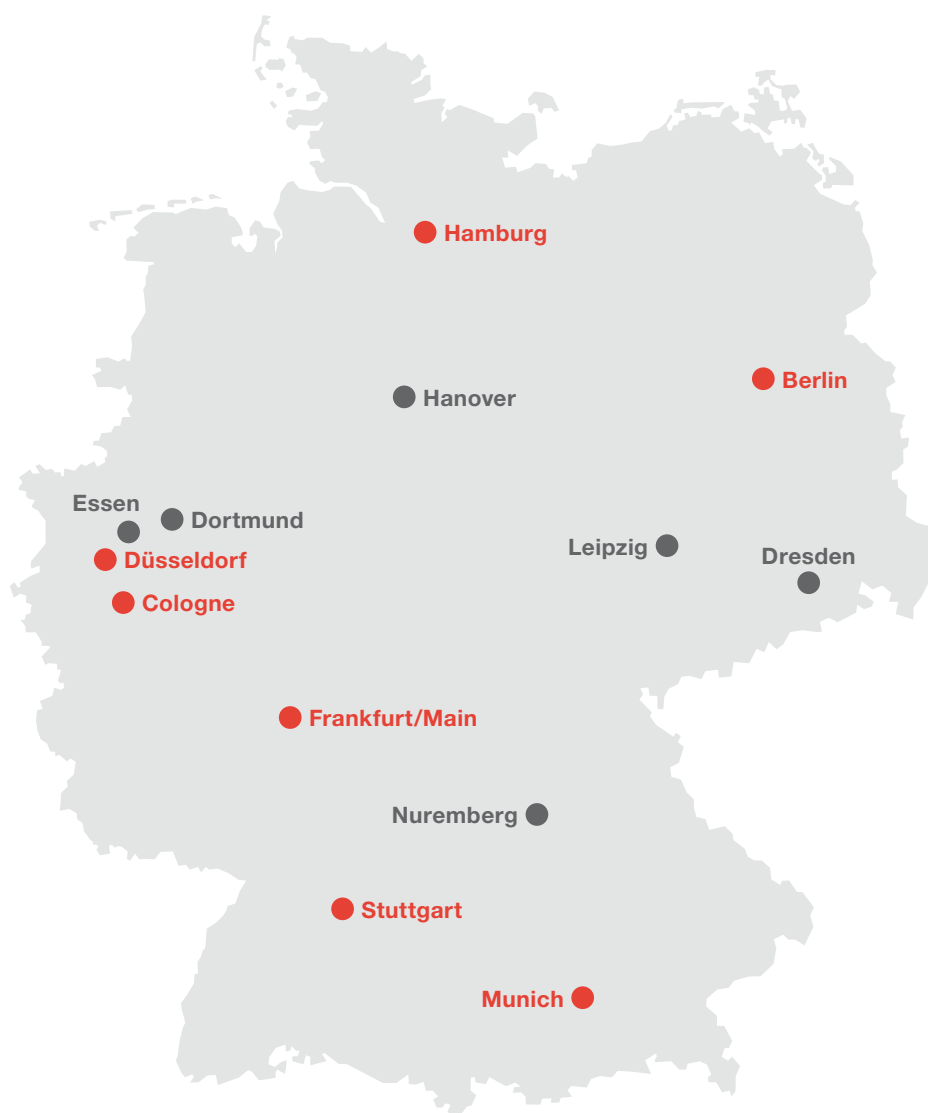 Hamburg
Berlin
Hanover
Essen
Dortmund
Leipzig
Dresden
Düsseldorf
Cologne
Frankfurt/Main
Nuremberg
Stuttgart
Munich